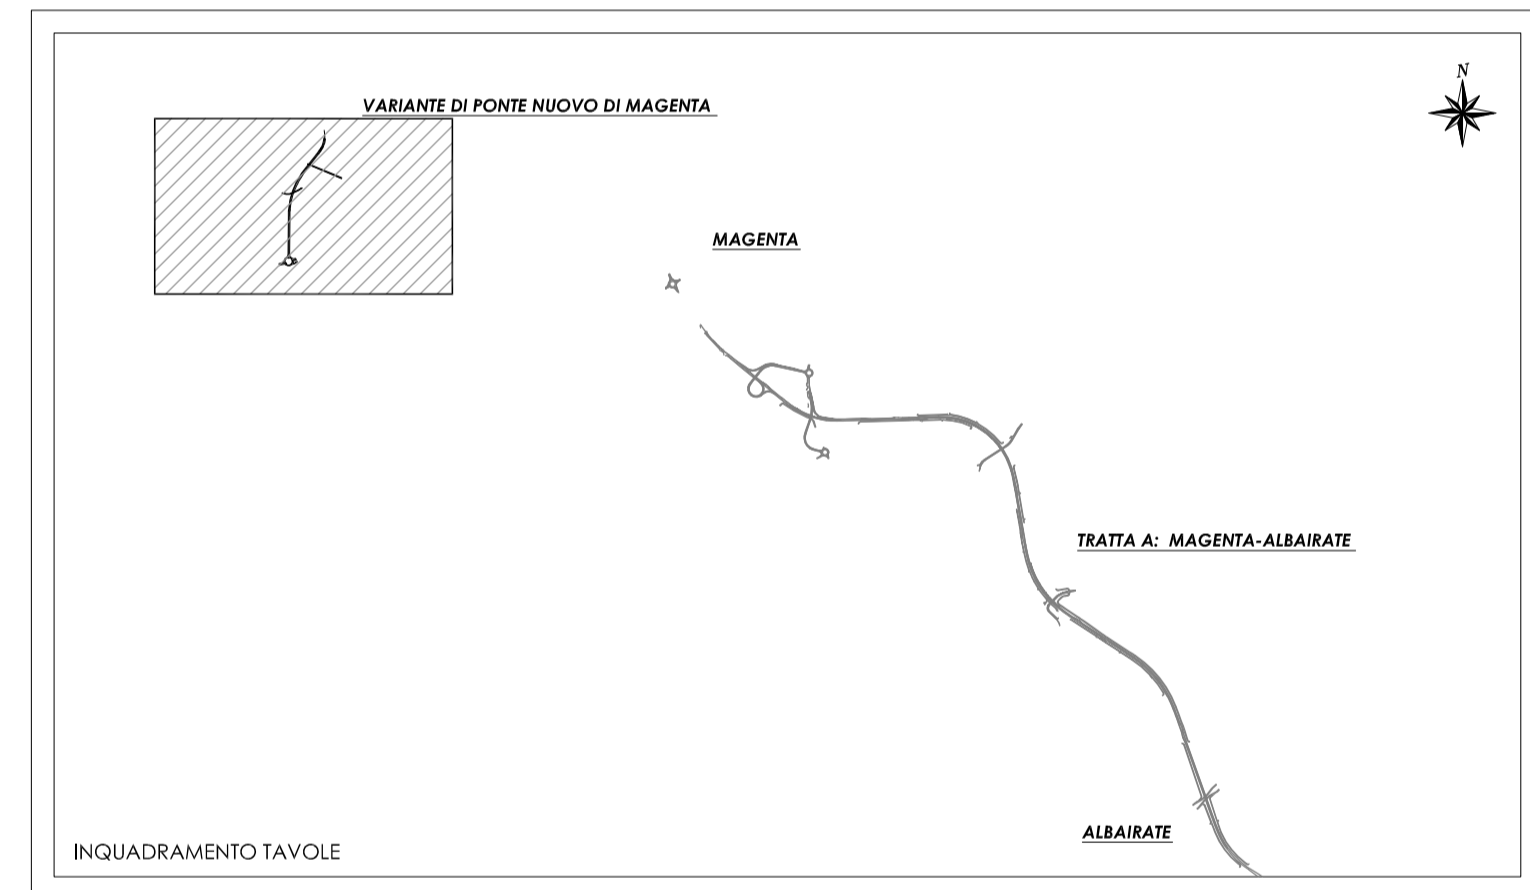 N
VARIANTE DI PONTE NUOVO DI MAGENTA
MAGENTA
TRATTA A: MAGENTA-ALBAIRATE
ALBAIRATE
INQUADRAMENTO TAVOLE